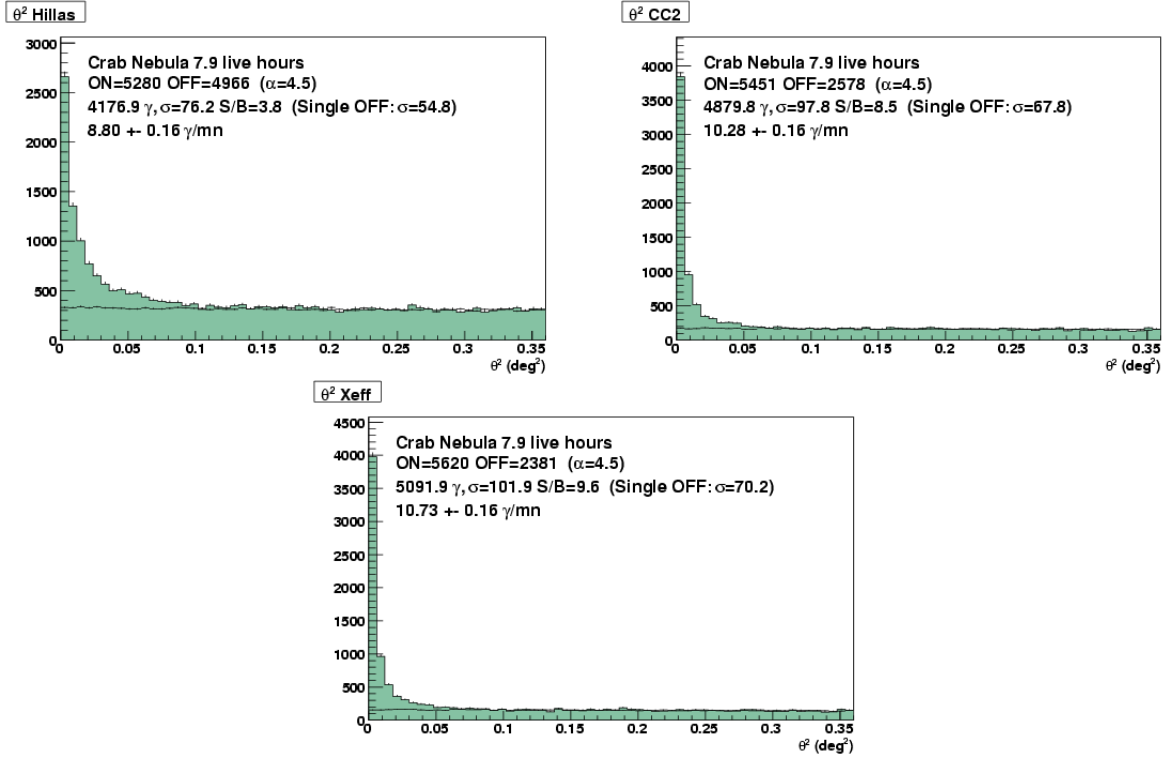 θ² Hillas
Crab Nebula 7.9 live hours
ON=5280 OFF=4966 (α=4.5)
4176.9 γ, σ=76.2 S/B=3.8 (Single OFF: σ=54.8)
8.80 +- 0.16 γ/mn
3000
2500
2000
1500
1000
500
0
0 0.05 0.1 0.15 0.2 0.25 0.3 0.35
θ² (deg²)
θ² CC2
Crab Nebula 7.9 live hours
ON=5451 OFF=2578 (α=4.5)
4879.8 γ, σ=97.8 S/B=8.5 (Single OFF: σ=67.8)
10.28 +- 0.16 γ/mn
4000
3500
3000
2500
2000
1500
1000
500
0
0 0.05 0.1 0.15 0.2 0.25 0.3 0.35
θ² (deg²)
θ² Xeff
Crab Nebula 7.9 live hours
ON=5620 OFF=2381 (α=4.5)
5091.9 γ, σ=101.9 S/B=9.6 (Single OFF: σ=70.2)
10.73 +- 0.16 γ/mn
4500
4000
3500
3000
2500
2000
1500
1000
500
0
0 0.05 0.1 0.15 0.2 0.25 0.3 0.35
θ² (deg²)